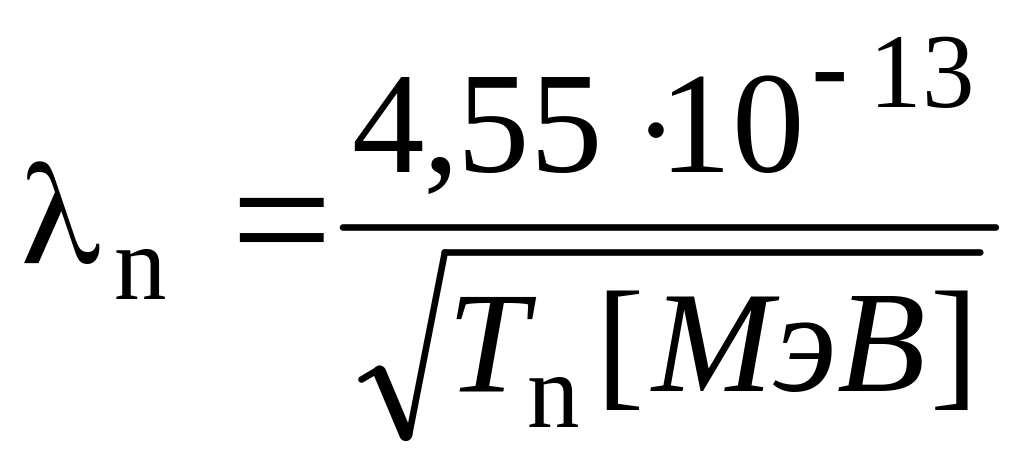 λₙ = 4,55 ·10⁻ ¹³
√Tₙ [МэВ]